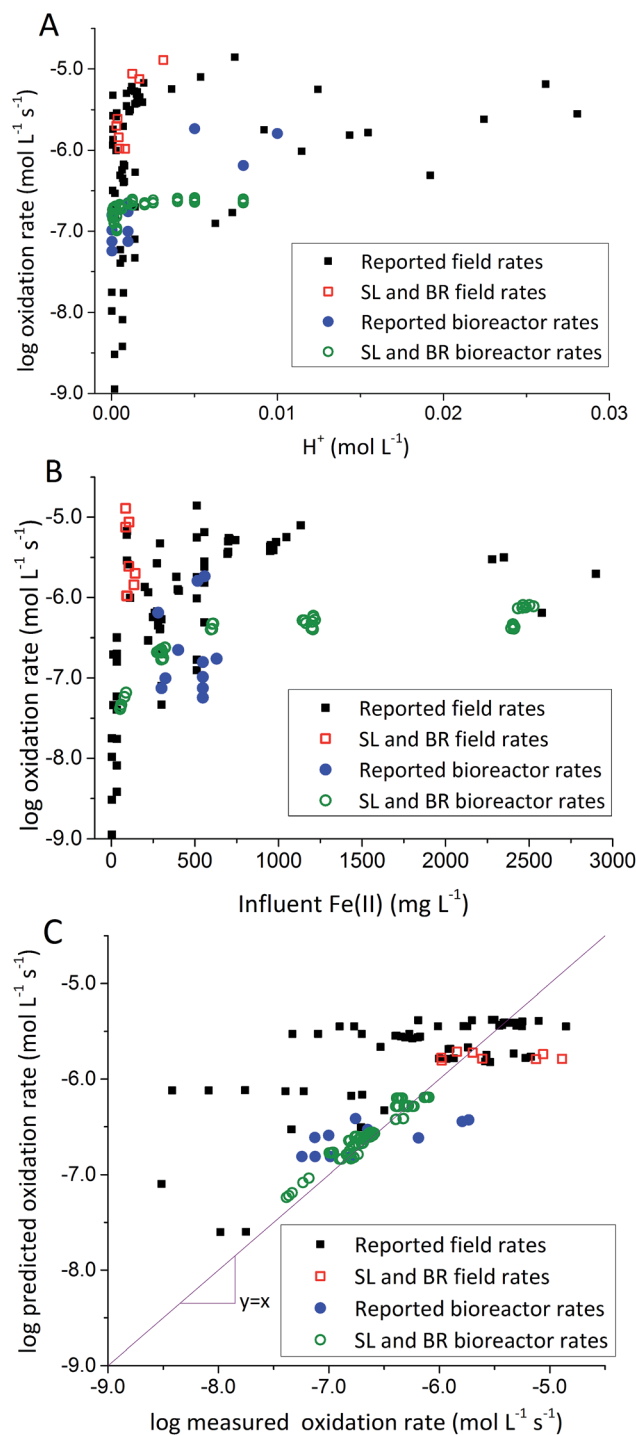 A
log oxidation rate (mol L⁻¹ s⁻¹)
-5.0
-6.0
-7.0
-8.0
-9.0
Reported field rates
SL and BR field rates
Reported bioreactor rates
SL and BR bioreactor rates
0.00 0.01 0.02 0.03
H⁺ (mol L⁻¹)
B
log oxidation rate (mol L⁻¹ s⁻¹)
-4.0
-5.0
-6.0
-7.0
-8.0
-9.0
Reported field rates
SL and BR field rates
Reported bioreactor rates
SL and BR bioreactor rates
0 500 1000 1500 2000 2500 3000
Influent Fe(II) (mg L⁻¹)
C
log predicted oxidation rate (mol L⁻¹ s⁻¹)
-5.0
-6.0
-7.0
-8.0
-9.0
y=x
Reported field rates
SL and BR field rates
Reported bioreactor rates
SL and BR bioreactor rates
-9.0 -8.0 -7.0 -6.0 -5.0
log measured oxidation rate (mol L⁻¹ s⁻¹)